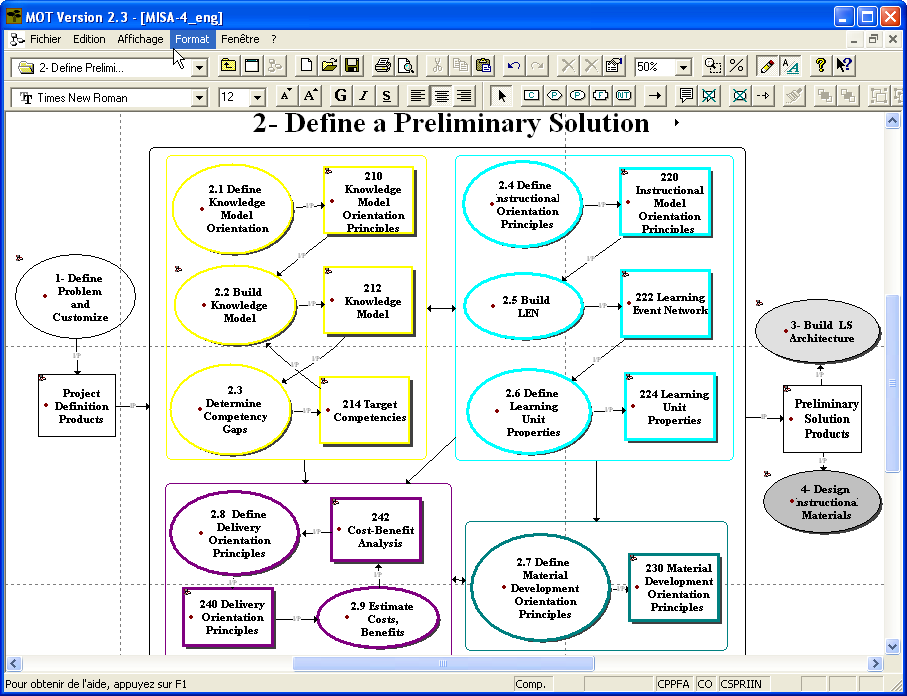 MOT Version 2.3 - [MISA-4_eng]
Fichier Edition Affichage Format Fenêtre ?
2- Define Prelimi... 50%
Times New Roman 12 G I S
2- Define a Preliminary Solution
2.1 Define
Knowledge
Model
Orientation
I/P
210
Knowledge
Model
Orientation
Principles
2.4 Define
Instructional
Orientation
Principles
I/P
220
Instructional
Model
Orientation
Principles
I/P
I/P
1- Define
Problem
and
Customize
2.2 Build
Knowledge
Model
I/P
212
Knowledge
Model
2.5 Build
LEN
I/P
222 Learning
Event Network
3- Build LS
Architecture
I/P
I/P
I/P
I/P
I/P
Project
Definition
Products
I/P
2.3
Determine
Competency
Gaps
I/P
214 Target
Competencies
2.6 Define
Learning
Unit
Properties
I/P
224 Learning
Unit
Properties
I/P
Preliminary
Solution
Products
I/P
4- Design
Instructional
Materials
2.8 Define
Delivery
Orientation
Principles
I/P
242
Cost-Benefit
Analysis
I/P
I/P
240 Delivery
Orientation
Principles
I/P
2.9 Estimate
Costs,
Benefits
2.7 Define
Material
Development
Orientation
Principles
I/P
230 Material
Development
Orientation
Principles
Pour obtenir de l'aide, appuyez sur F1 Comp. CPPFA CO CSPRIIN